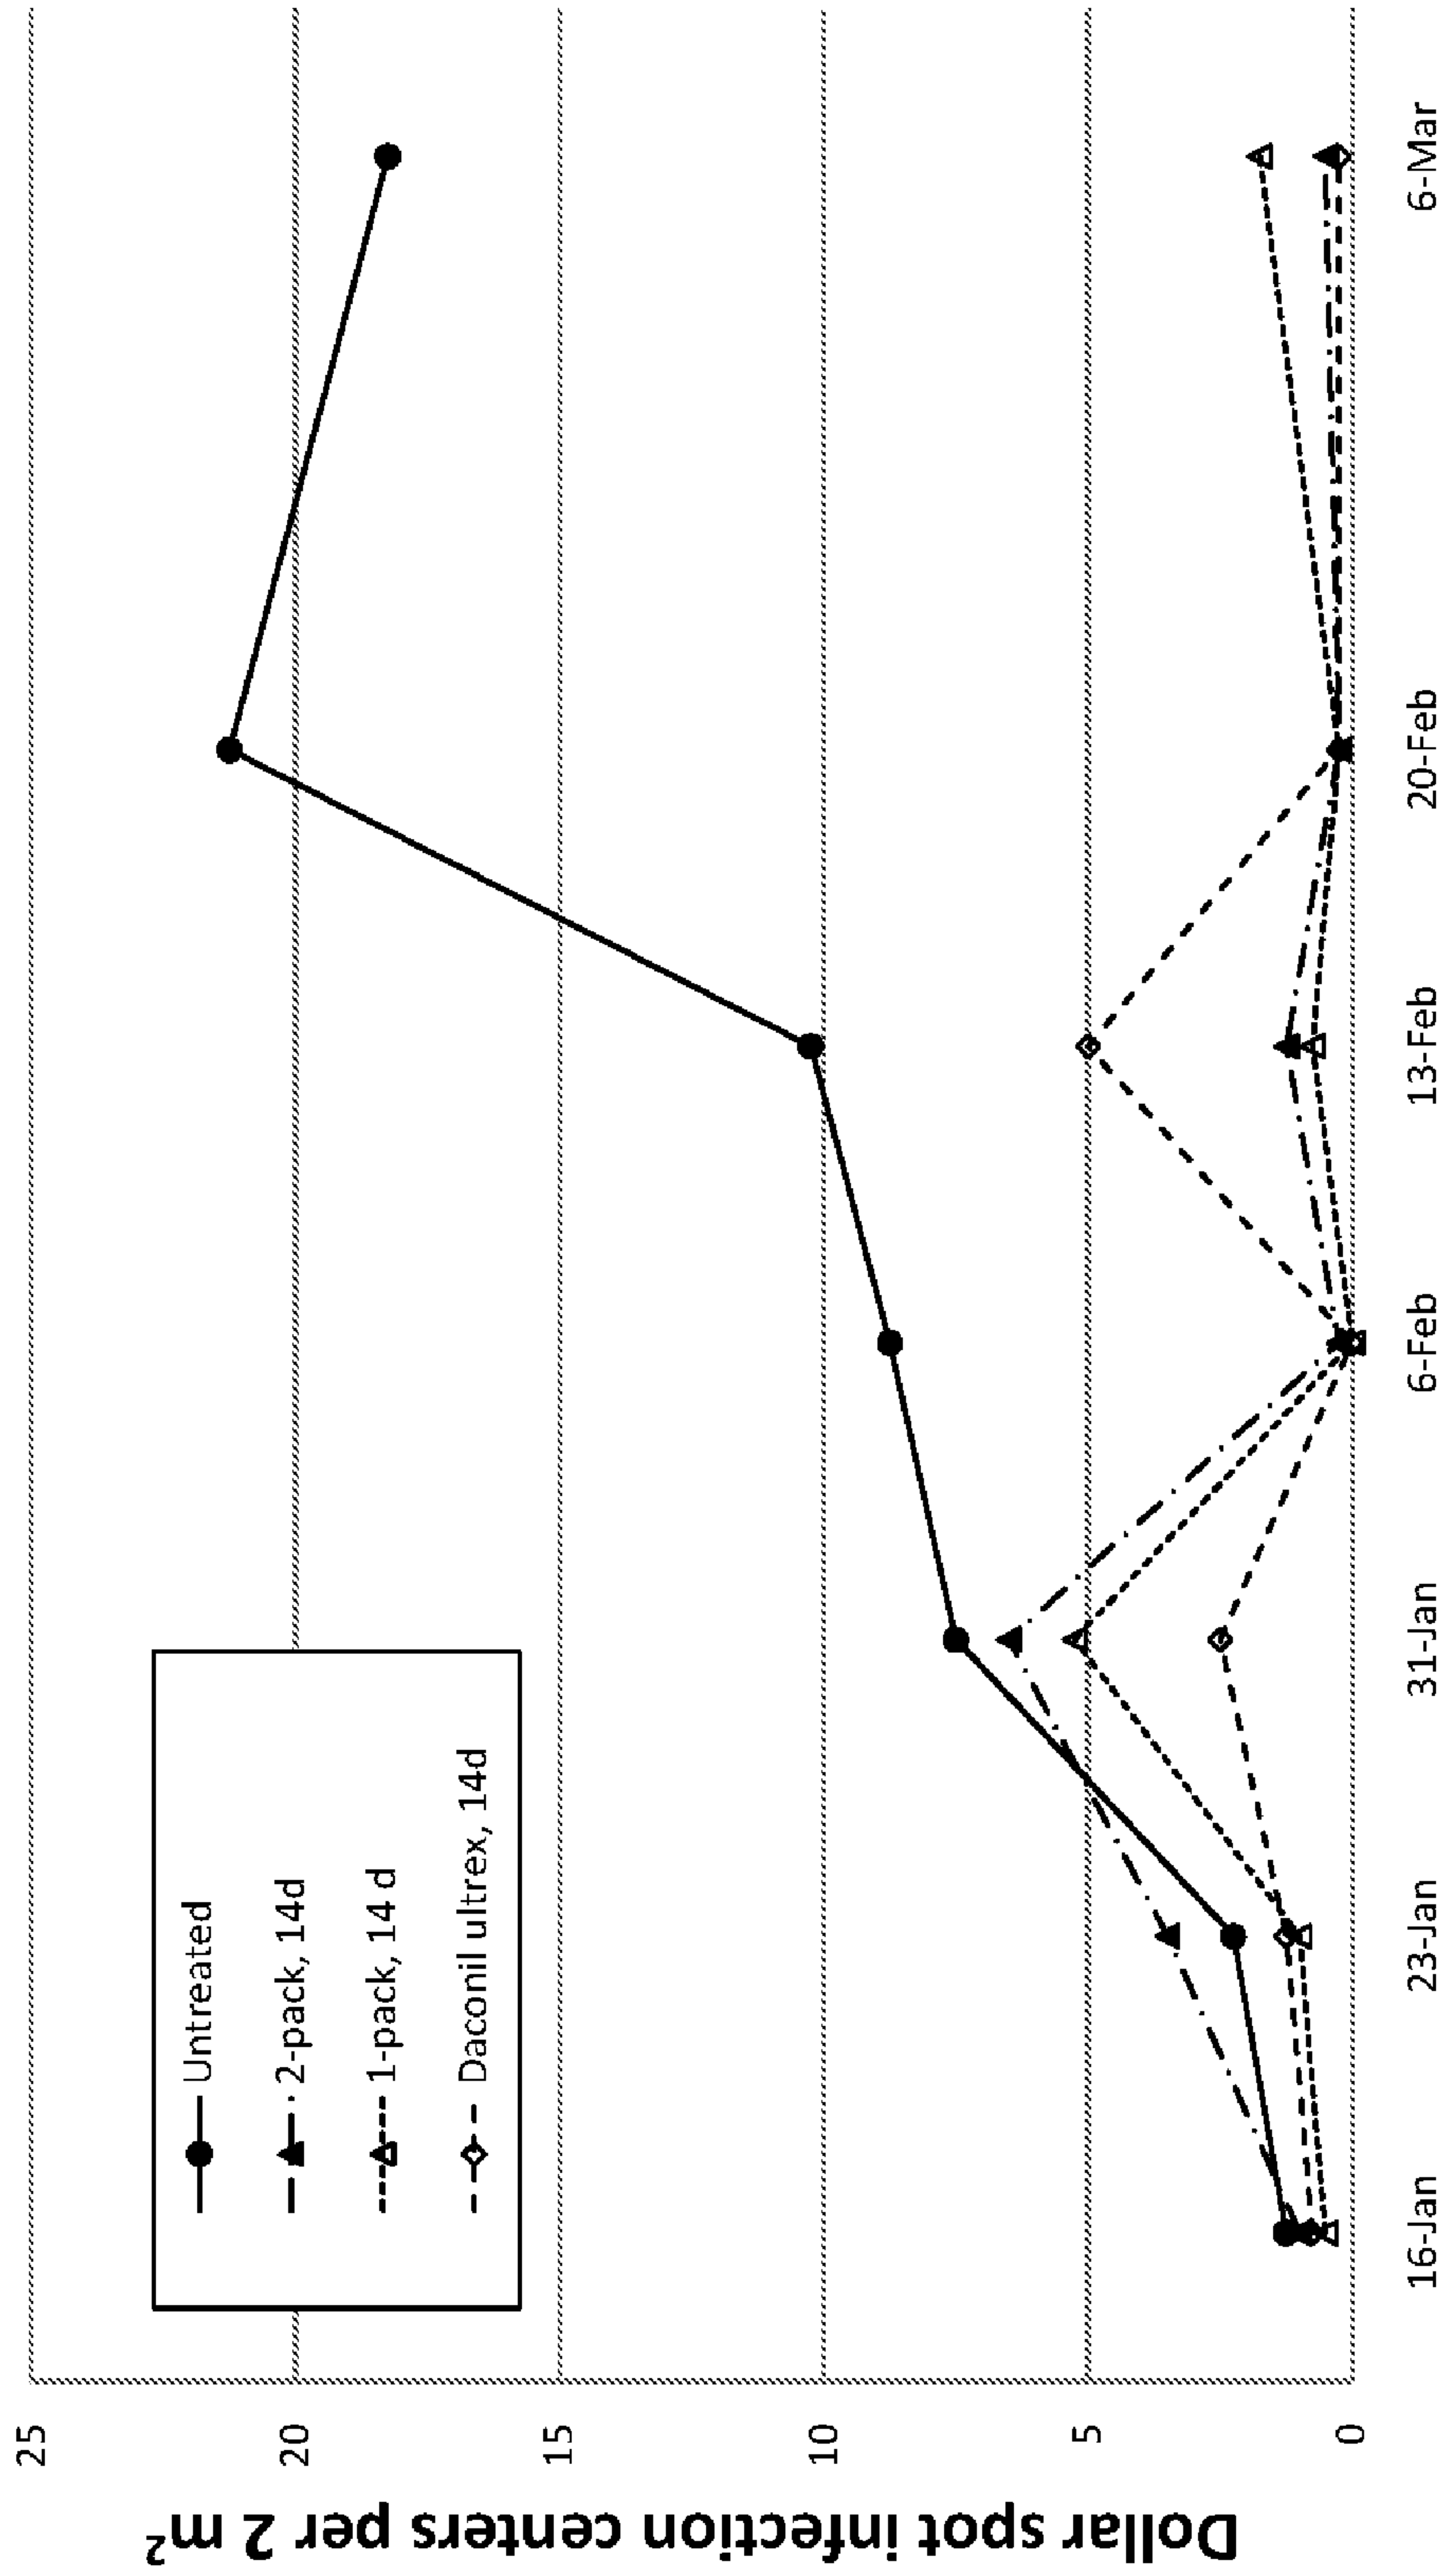 Dollar spot infection centers per 2 m²
25
20
15
10
5
0
Untreated
2-pack, 14d
1-pack, 14 d
Daconil ultrex, 14d
16-Jan
23-Jan
31-Jan
6-Feb
13-Feb
20-Feb
6-Mar